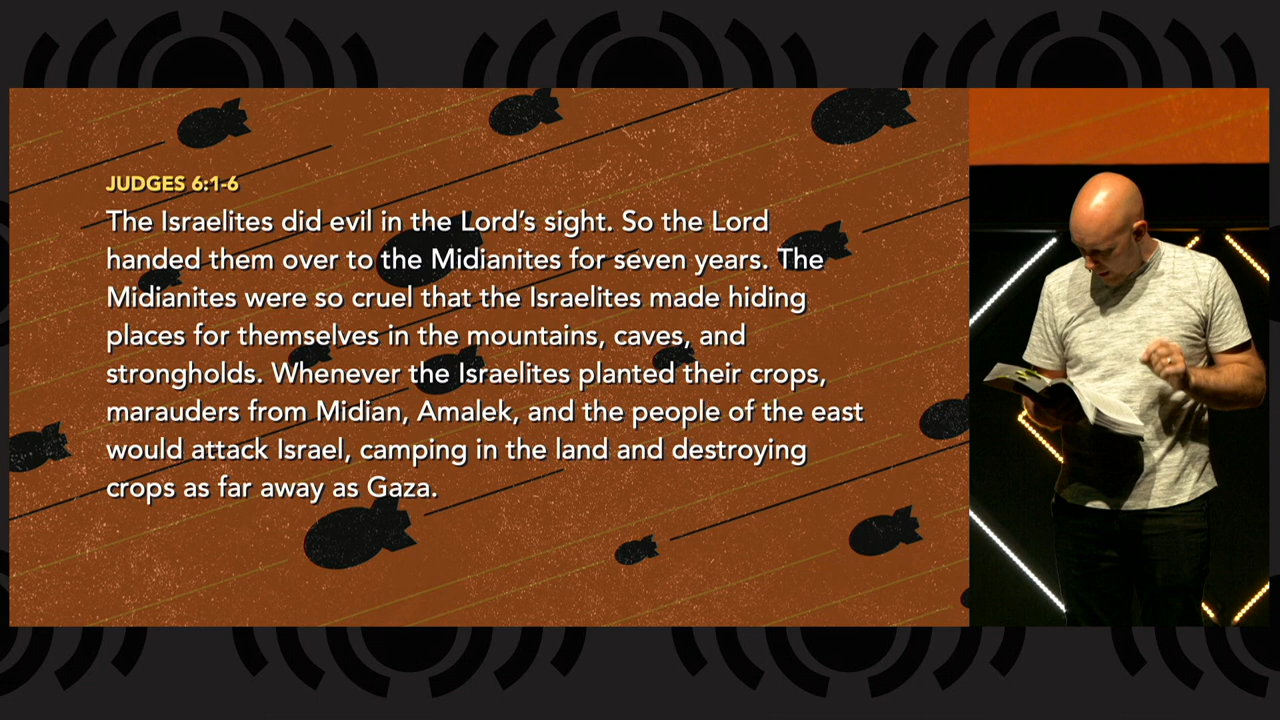 JUDGES 6:1-6
The Israelites did evil in the Lord's sight. So the Lord
handed them over to the Midianites for seven years. The
Midianites were so cruel that the Israelites made hiding
places for themselves in the mountains, caves, and
strongholds. Whenever the Israelites planted their crops,
marauders from Midian, Amalek, and the people of the east
would attack Israel, camping in the land and destroying
crops as far away as Gaza.